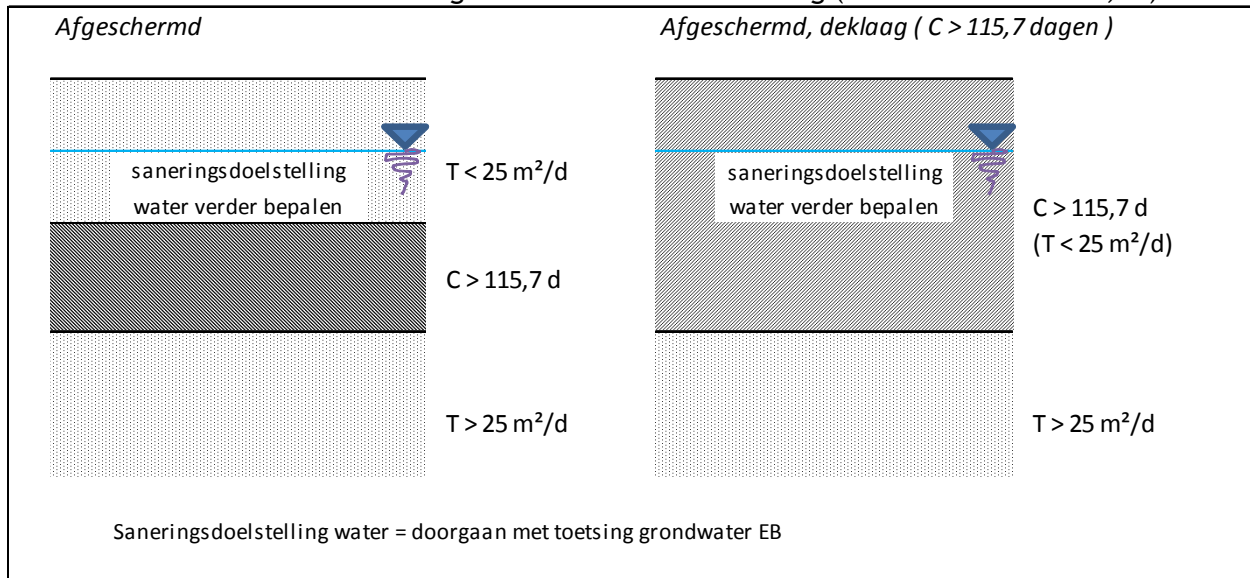 Afgeschermd
Afgeschermd, deklaag ( C > 115,7 dagen )
saneringsdoelstelling
water verder bepalen
T < 25 m²/d
C > 115,7 d
T > 25 m²/d
saneringsdoelstelling
water verder bepalen
C > 115,7 d
(T < 25 m²/d)
T > 25 m²/d
Saneringsdoelstelling water = doorgaan met toetsing grondwater EB